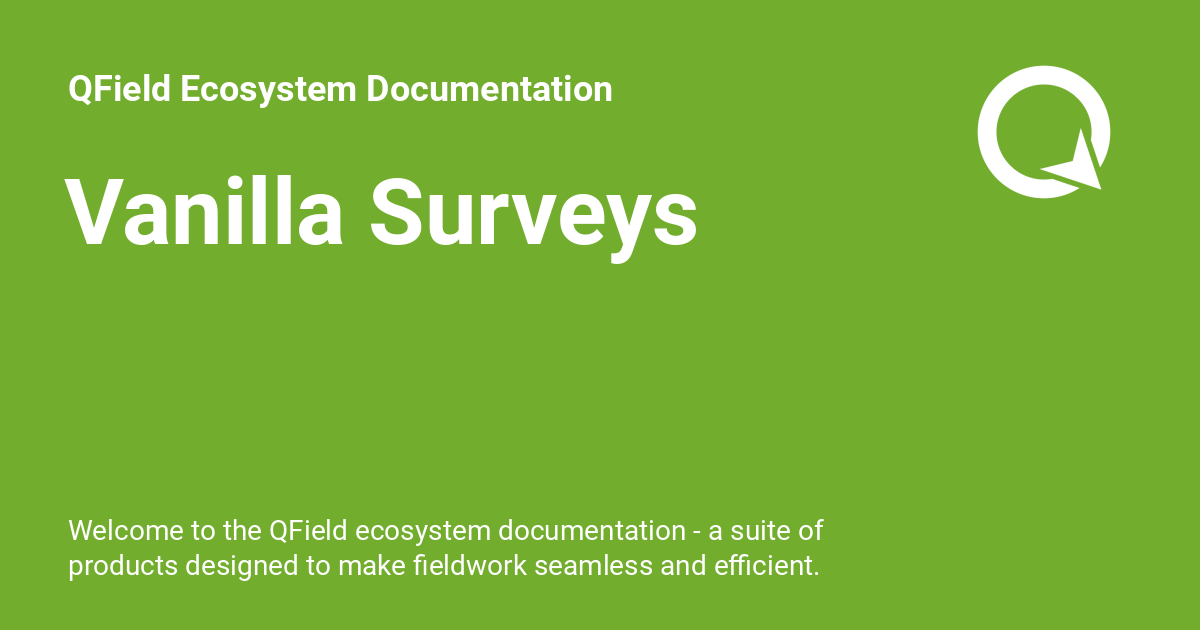 QField Ecosystem Documentation
Vanilla Surveys
Welcome to the QField ecosystem documentation - a suite of
products designed to make fieldwork seamless and efficient.